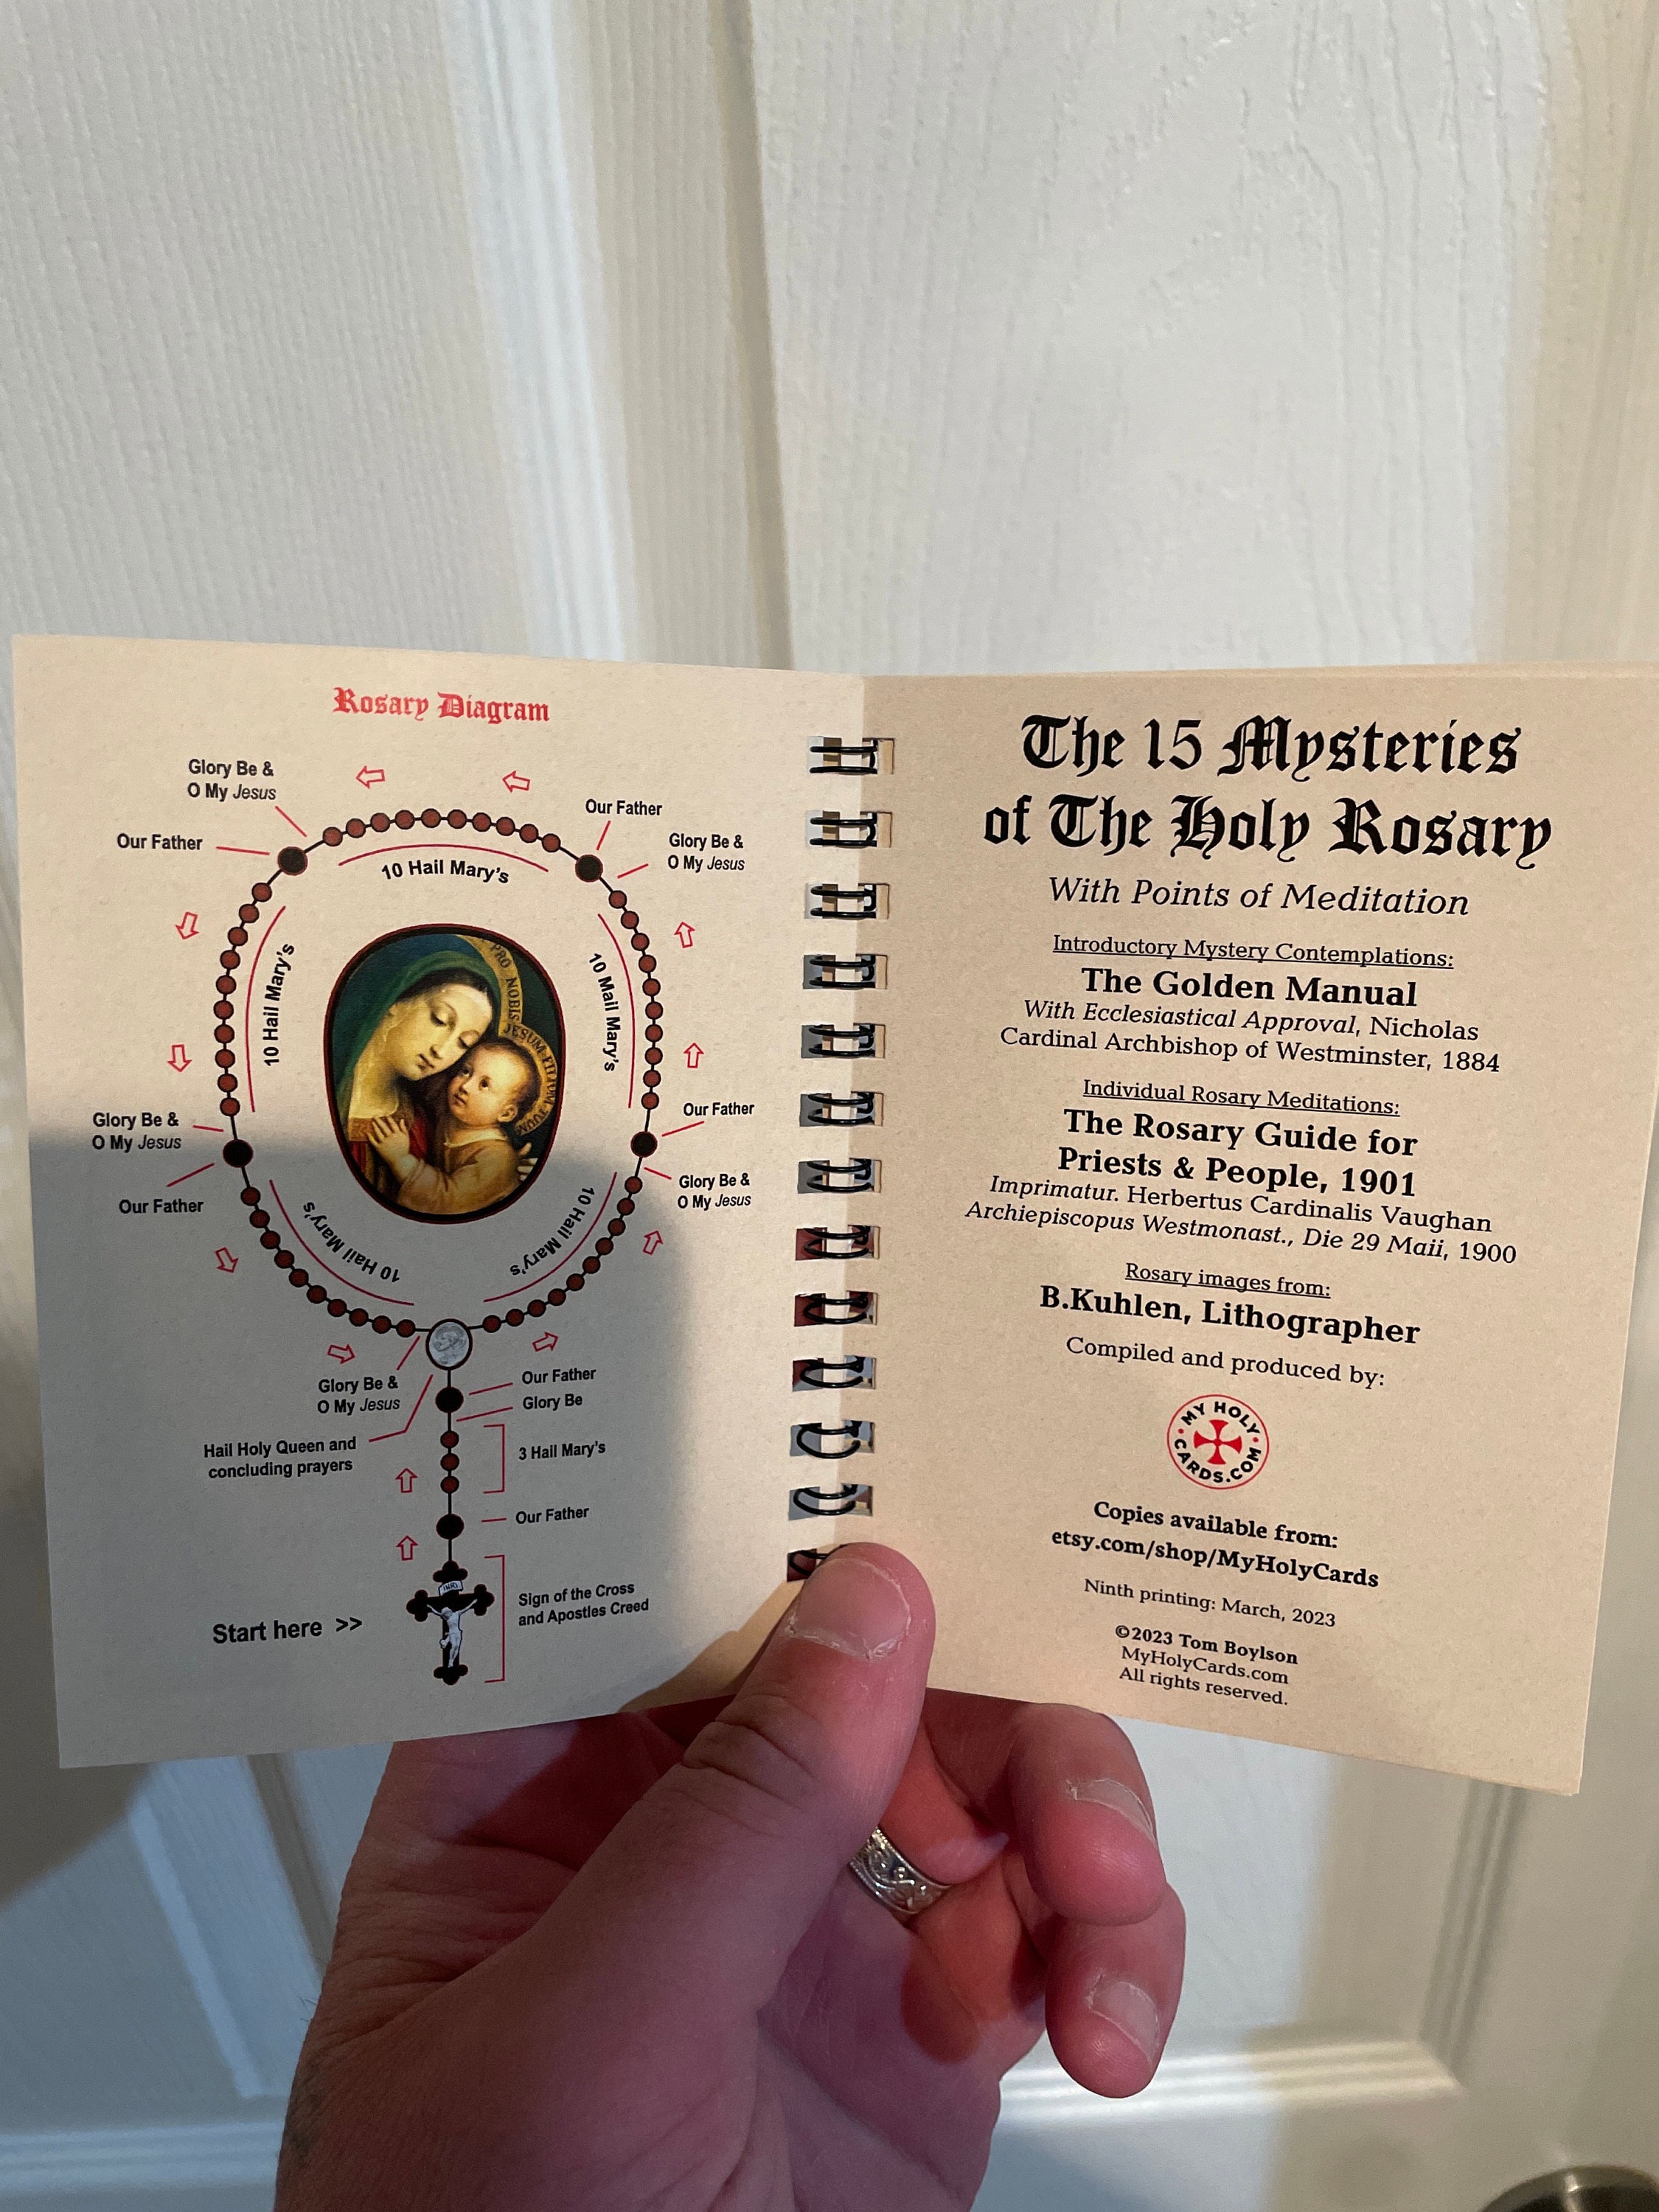 Rosary Diagram
Glory Be &
O My Jesus
Our Father
Our Father
Glory Be &
O My Jesus
10 Hail Mary's
10 Hail Mary's
10 Mail Mary's
PRO NOBIS JESUM FILIUM TUUM
Glory Be &
O My Jesus
Our Father
Our Father
Glory Be &
O My Jesus
10 Hail Mary's
10 Hail Mary's
Glory Be &
O My Jesus
Our Father
Glory Be
Hail Holy Queen and
concluding prayers
3 Hail Mary's
Our Father
INRI
Start here >>
Sign of the Cross
and Apostles Creed
The 15 Mysteries
of The Holy Rosary
With Points of Meditation
Introductory Mystery Contemplations:
The Golden Manual
With Ecclesiastical Approval, Nicholas
Cardinal Archbishop of Westminster, 1884
Individual Rosary Meditations:
The Rosary Guide for
Priests & People, 1901
Imprimatur. Herbertus Cardinalis Vaughan
Archiepiscopus Westmonast., Die 29 Maii, 1900
Rosary images from:
B.Kuhlen, Lithographer
Compiled and produced by:
MY HOLY
CARDS.COM
Copies available from:
etsy.com/shop/MyHolyCards
Ninth printing: March, 2023
©2023 Tom Boylson
MyHolyCards.com
All rights reserved.